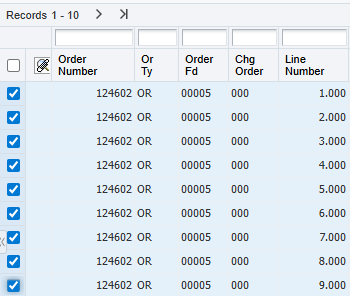 Records 1 - 10
Order Number Or Ty Order Fd Chg Order Line Number
124602 OR 00005 000 1.000
124602 OR 00005 000 2.000
124602 OR 00005 000 3.000
124602 OR 00005 000 4.000
124602 OR 00005 000 5.000
124602 OR 00005 000 6.000
124602 OR 00005 000 7.000
124602 OR 00005 000 8.000
124602 OR 00005 000 9.000